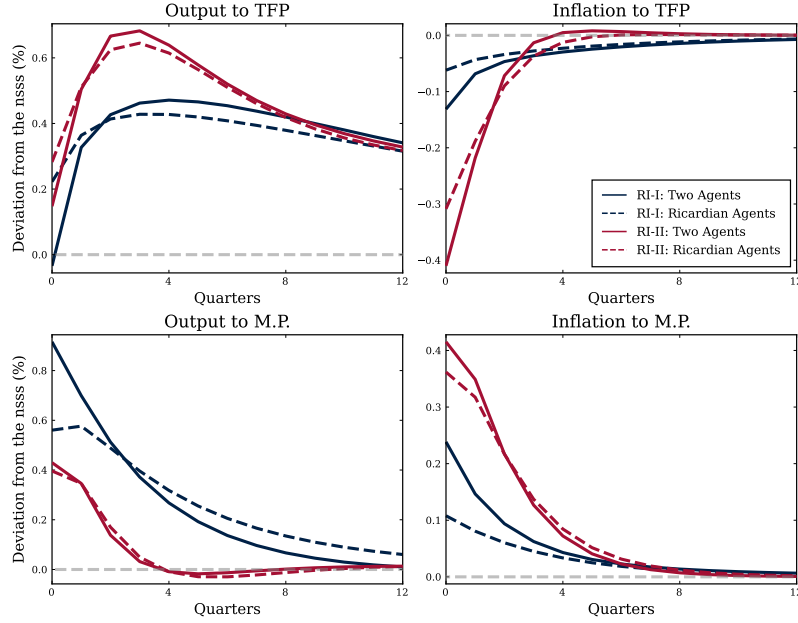 Output to TFP
Inflation to TFP
Deviation from the nsss (%)
0.6
0.4
0.2
0.0
0
4
8
12
Quarters
0.0
−0.1
−0.2
−0.3
−0.4
RI-I: Two Agents
RI-I: Ricardian Agents
RI-II: Two Agents
RI-II: Ricardian Agents
0
4
8
12
Quarters
Output to M.P.
Inflation to M.P.
Deviation from the nsss (%)
0.8
0.6
0.4
0.2
0.0
0
4
8
12
Quarters
0.4
0.3
0.2
0.1
0.0
0
4
8
12
Quarters